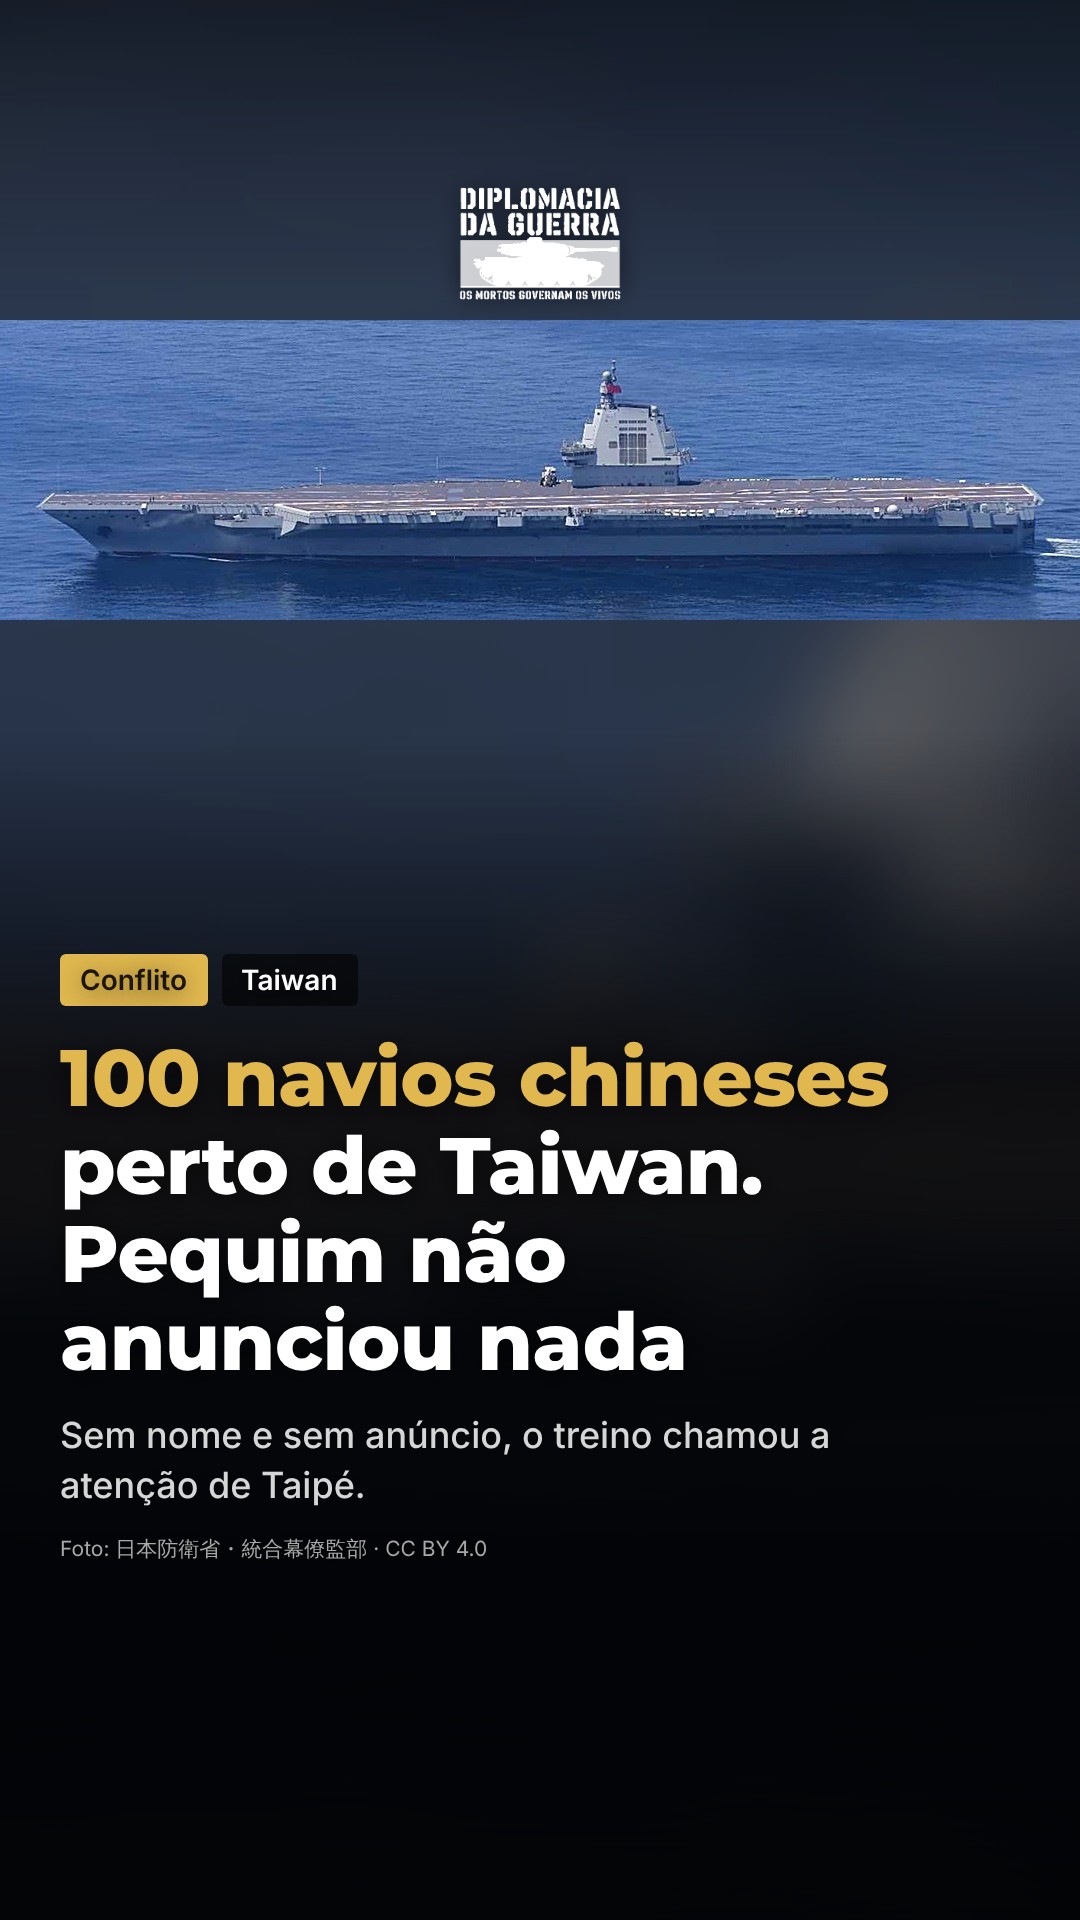 DIPLOMACIA
DA GUERRA
OS MORTOS GOVERNAM OS VIVOS
Conflito
Taiwan
100 navios chineses
perto de Taiwan.
Pequim não
anunciou nada
Sem nome e sem anúncio, o treino chamou a
atenção de Taipé.
Foto: 日本防衛省・統合幕僚監部 · CC BY 4.0